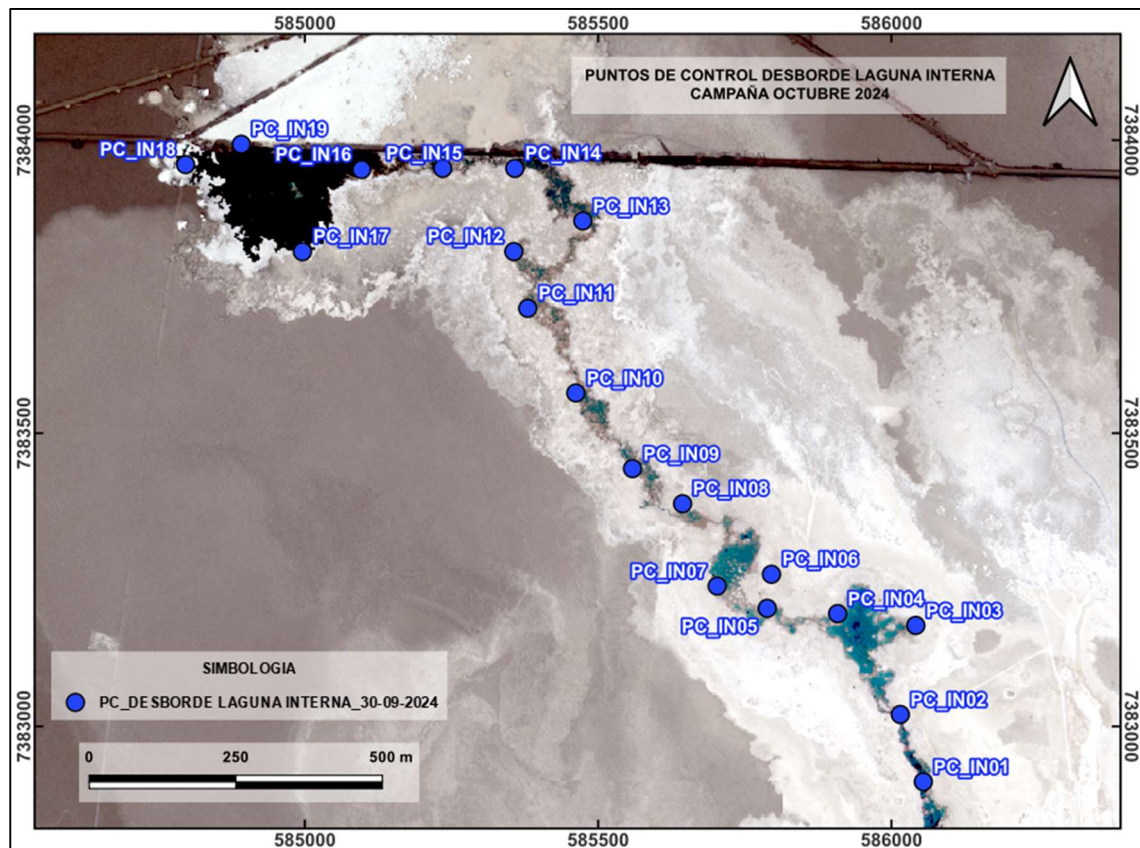 585000
585500
586000
PUNTOS DE CONTROL DESBORDE LAGUNA INTERNA
CAMPAÑA OCTUBRE 2024
7384000
7384000
PC_IN19
PC_IN18
PC_IN16
PC_IN15
PC_IN14
PC_IN13
PC_IN17
PC_IN12
PC_IN11
PC_IN10
7383500
7383500
PC_IN09
PC_IN08
PC_IN06
PC_IN07
PC_IN04
PC_IN03
PC_IN05
PC_IN02
PC_IN01
7383000
7383000
SIMBOLOGIA
PC_DESBORDE LAGUNA INTERNA_30-09-2024
0 250 500 m
585000
585500
586000